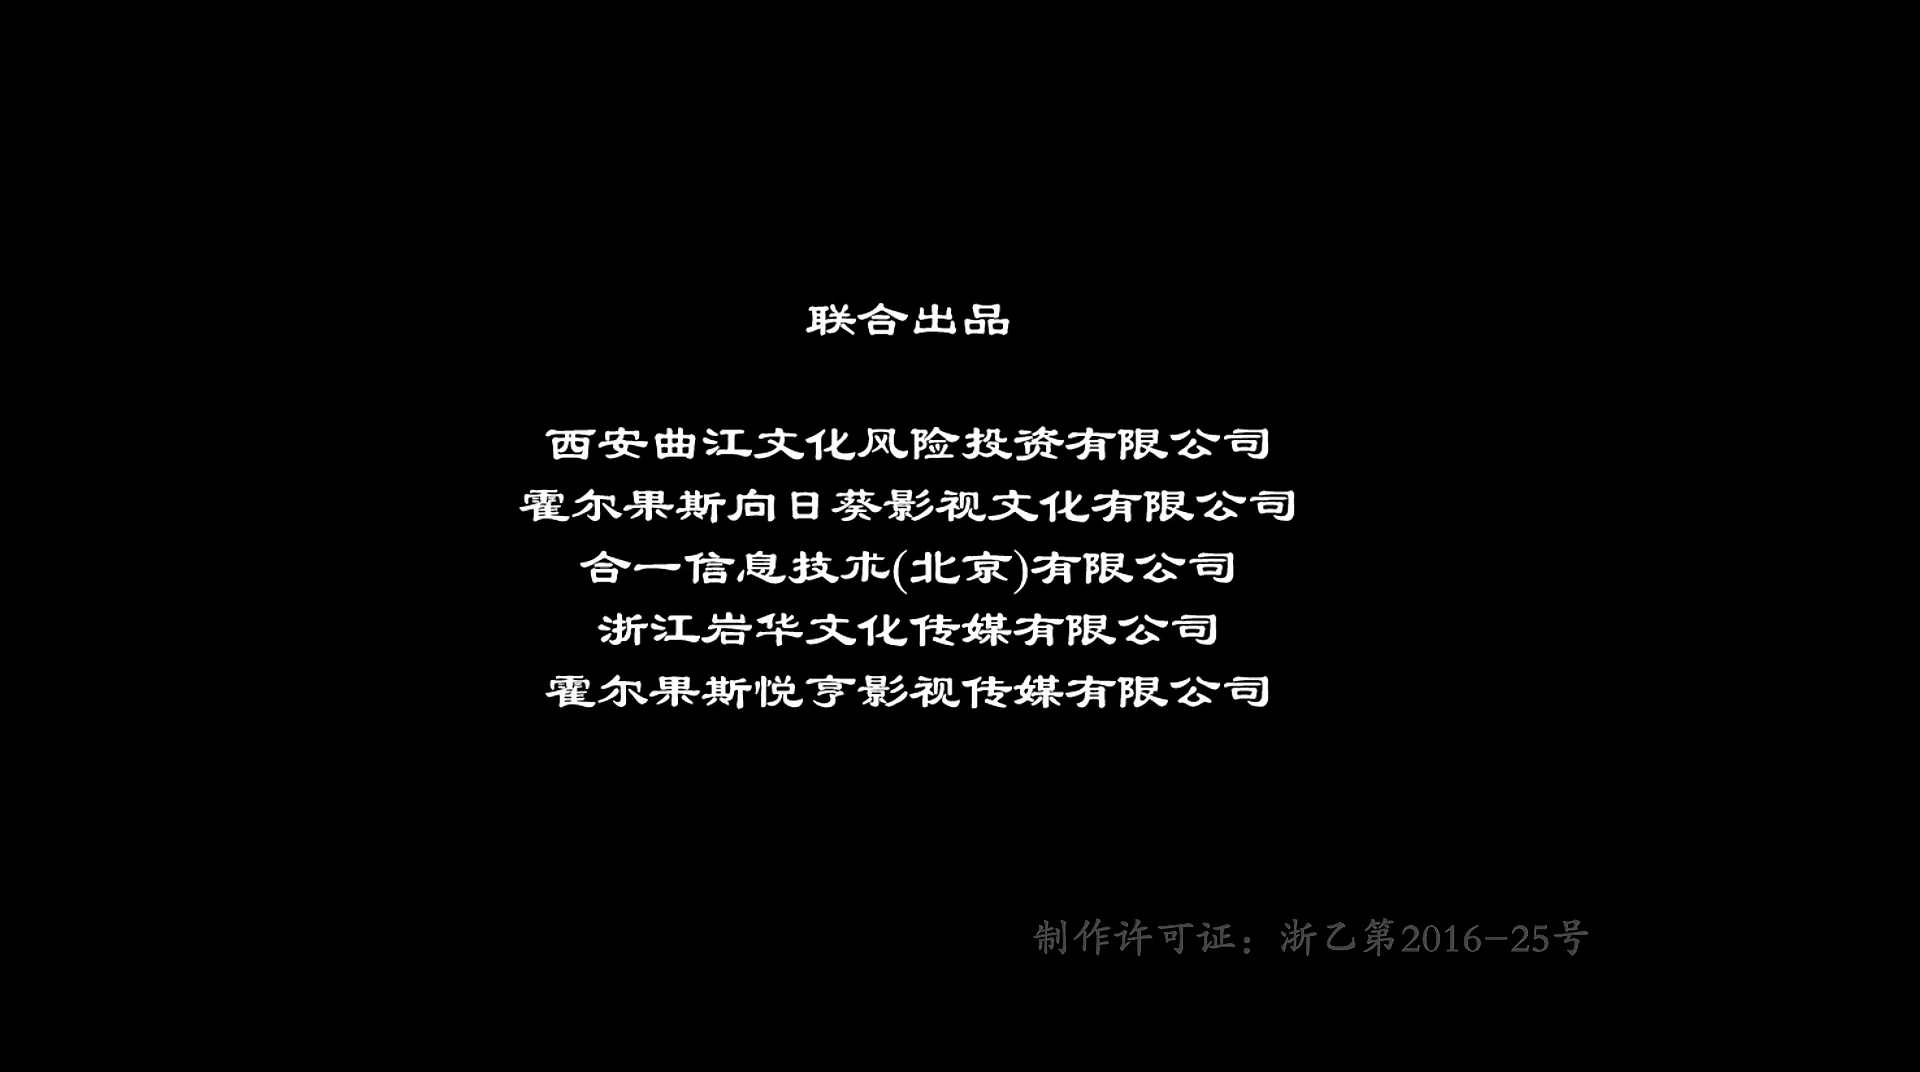 联合出品
西安曲江文化风险投资有限公司
霍尔果斯向日葵影视文化有限公司
合一信息技术(北京)有限公司
浙江岩华文化传媒有限公司
霍尔果斯悦亨影视传媒有限公司
制作许可证：浙乙第2016-25号